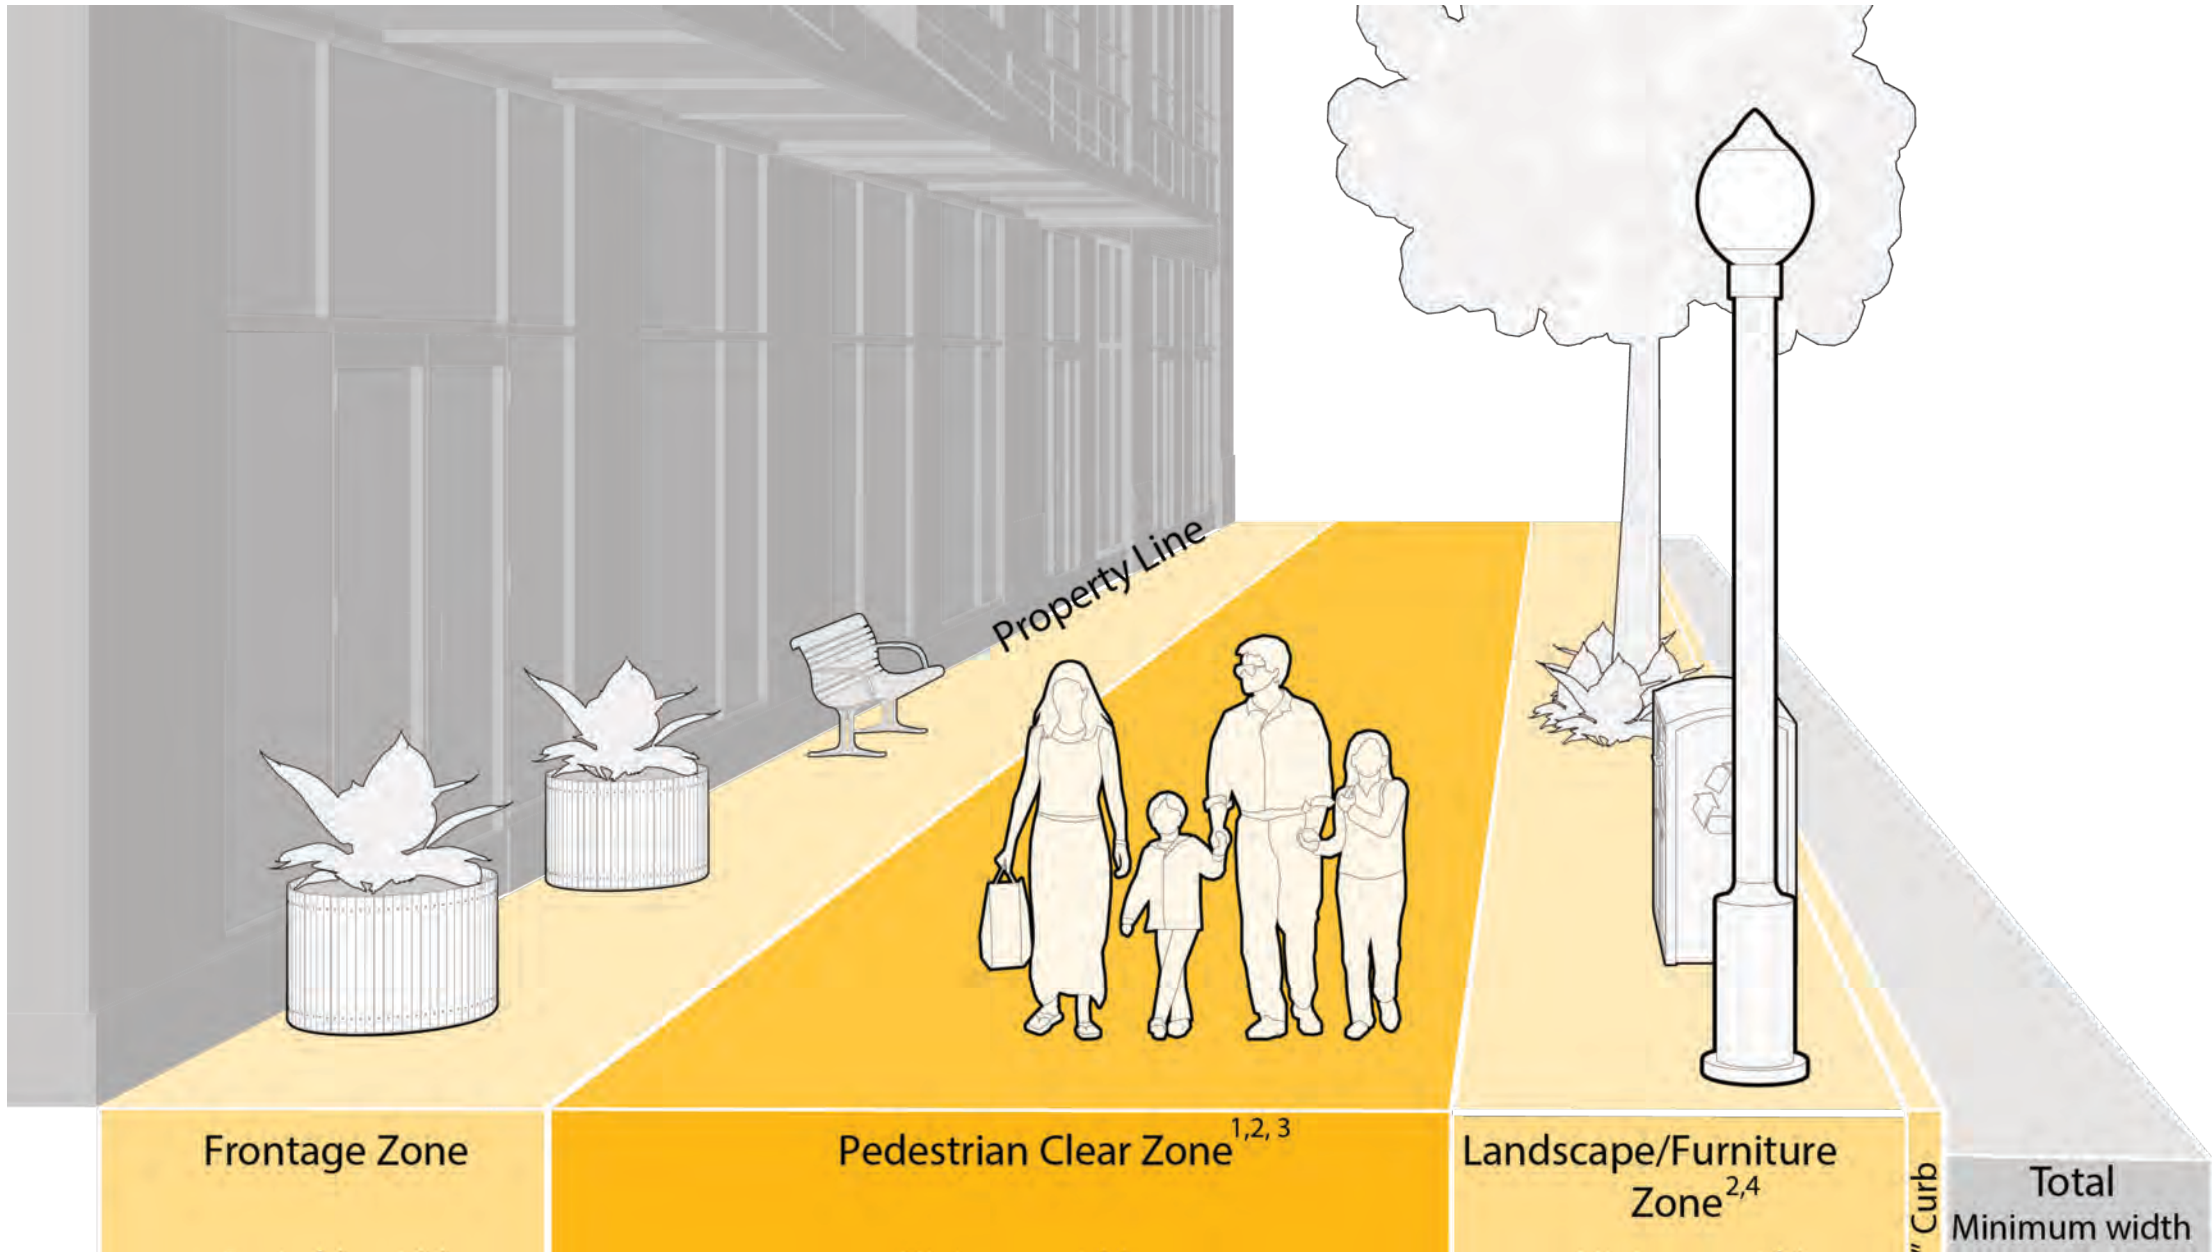 Property Line
Frontage Zone
Pedestrian Clear Zone1,2, 3
Landscape/Furniture
Zone2,4
" Curb
Total
Minimum width